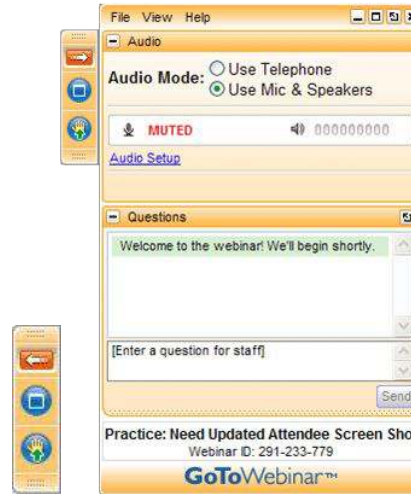 File View Help
Audio
Audio Mode: Use Telephone
Use Mic & Speakers
MUTED 000000000
Audio Setup
Questions
Welcome to the webinar! We'll begin shortly.
[Enter a question for staff]
Send
Practice: Need Updated Attendee Screen Sho
Webinar ID: 291-233-779
GoToWebinar™